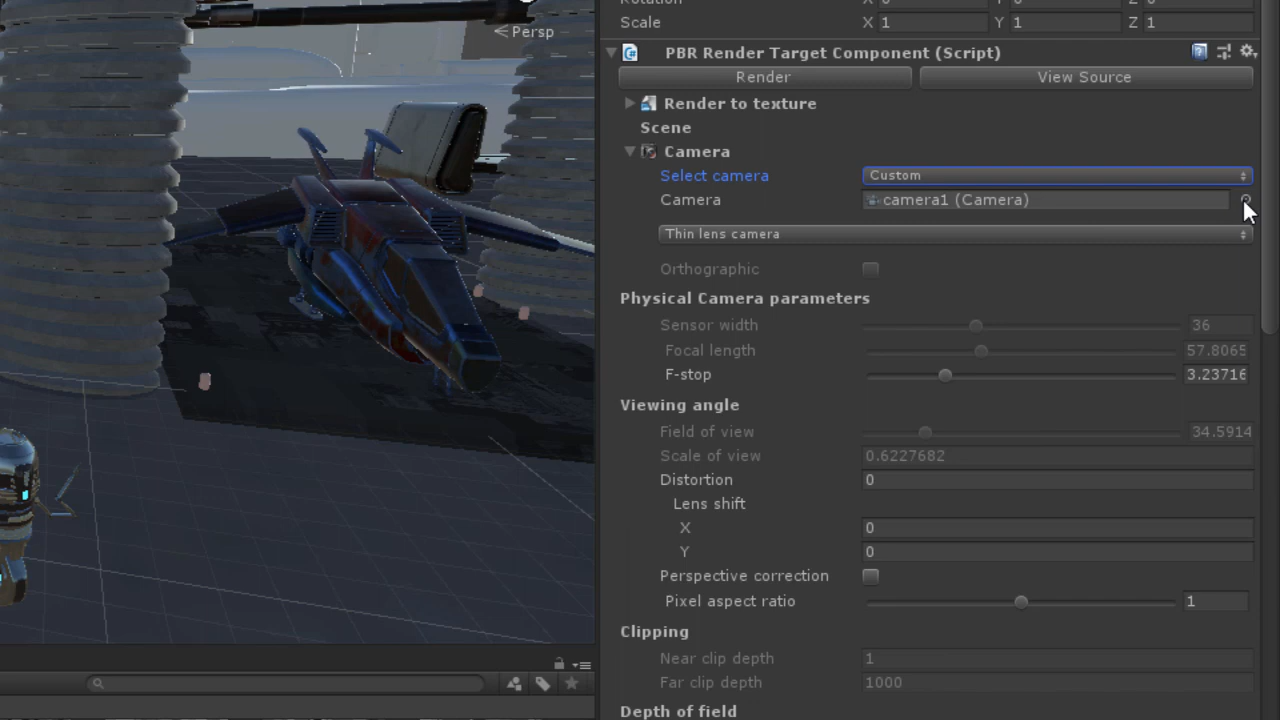 Rotation X 0 Y 0 Z 0
Scale X 1 Y 1 Z 1
< Persp
PBR Render Target Component (Script)
Render View Source
Render to texture
Scene
Camera
Select camera Custom
Camera camera1 (Camera)
Thin lens camera
Orthographic
Physical Camera parameters
Sensor width 36
Focal length 57.8065
F-stop 3.23716
Viewing angle
Field of view 34.5914
Scale of view 0.6227682
Distortion 0
Lens shift
X 0
Y 0
Perspective correction
Pixel aspect ratio 1
Clipping
Near clip depth 1
Far clip depth 1000
Depth of field